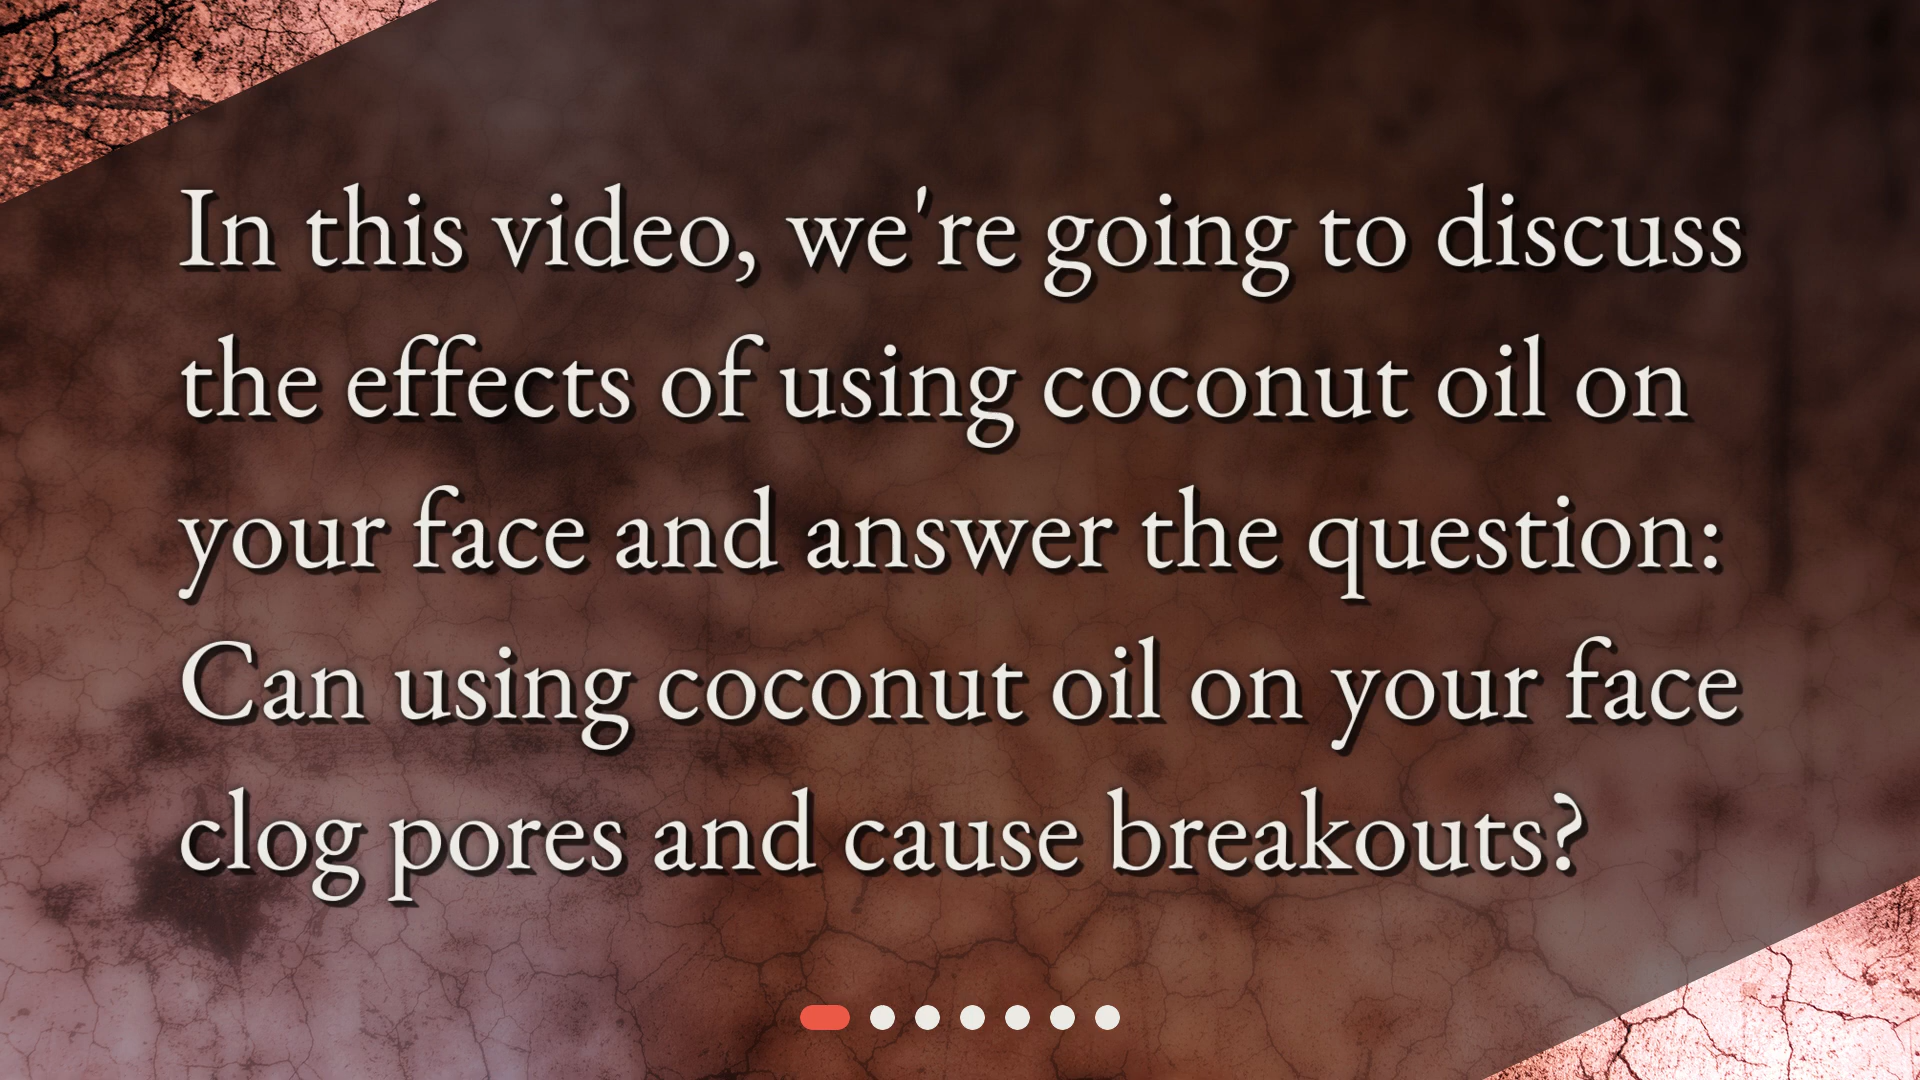 In this video, we're going to discuss
the effects of using coconut oil on
your face and answer the question:
Can using coconut oil on your face
clog pores and cause breakouts?